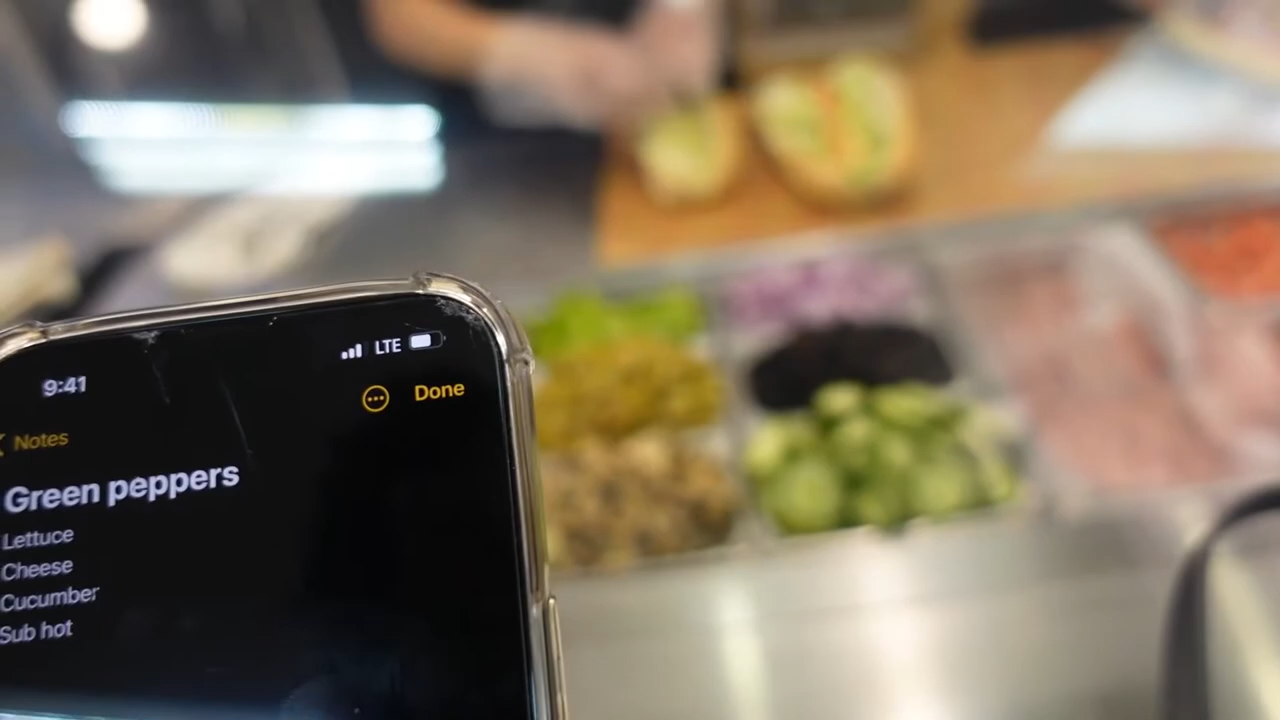 9:41 LTE
Done
Notes
Green peppers
Lettuce
Cheese
Cucumber
Sub hot